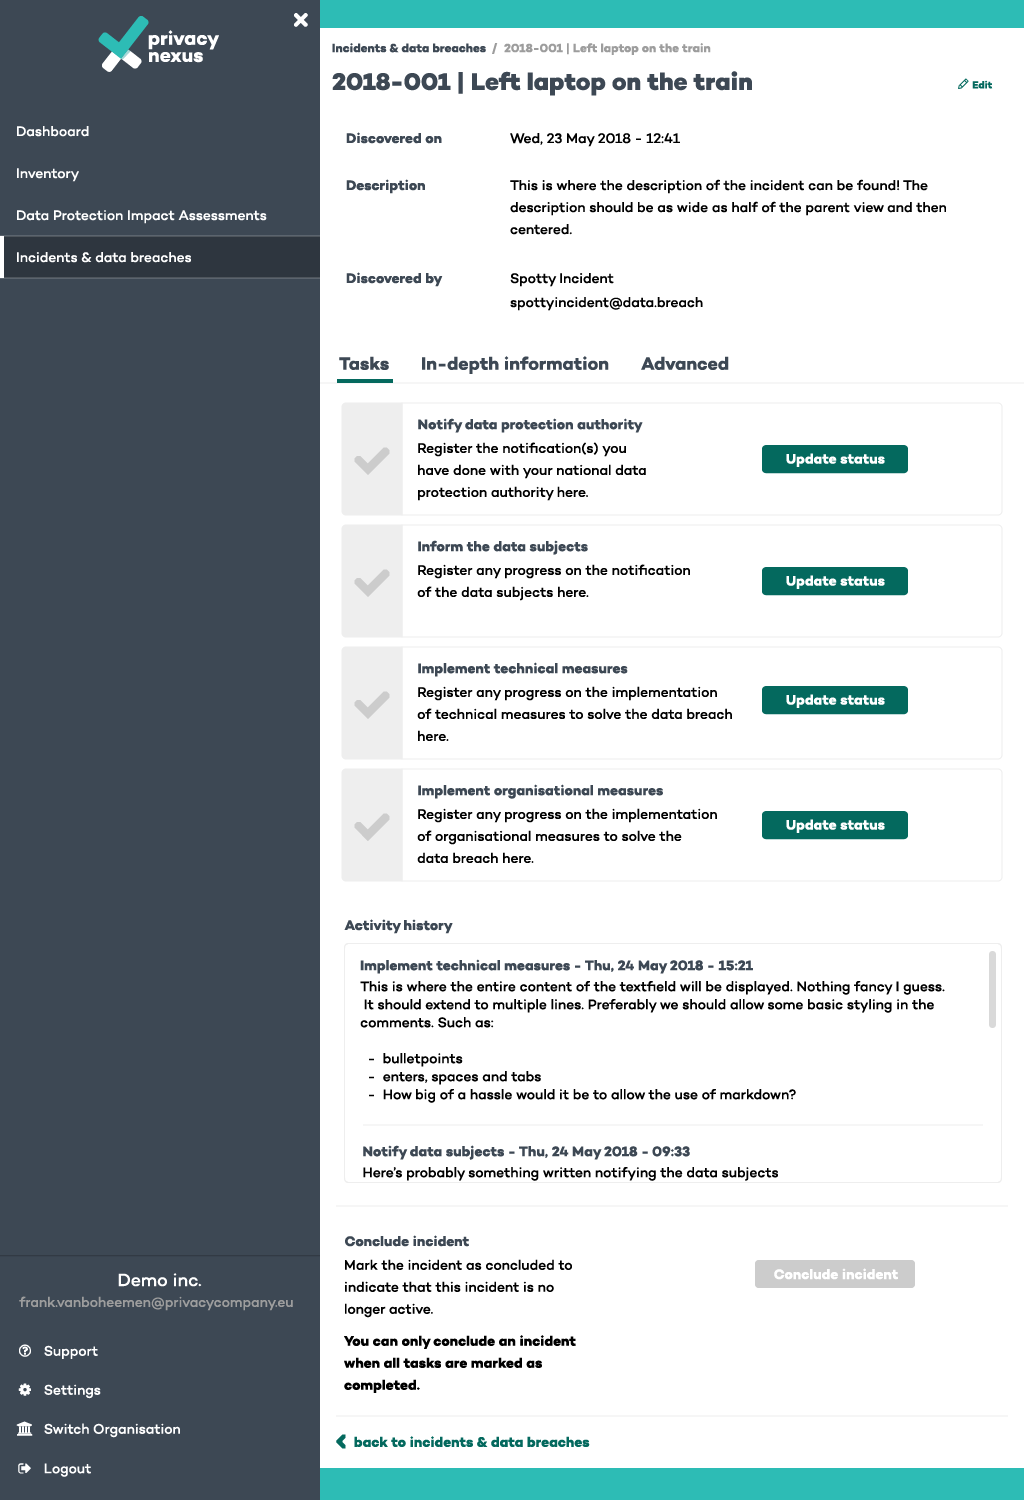 privacy
nexus
Dashboard
Inventory
Data Protection Impact Assessments
Incidents & data breaches
Demo inc.
frank.vanboheemen@privacycompany.eu
Support
Settings
Switch Organisation
Logout
Incidents & data breaches / 2018-001 | Left laptop on the train
2018-001 | Left laptop on the train
Edit
Discovered on
Wed, 23 May 2018 - 12:41
Description
This is where the description of the incident can be found! The
description should be as wide as half of the parent view and then
centered.
Discovered by
Spotty Incident
spottyincident@data.breach
Tasks In-depth information Advanced
Notify data protection authority
Register the notification(s) you
have done with your national data
protection authority here.
Update status
Inform the data subjects
Register any progress on the notification
of the data subjects here.
Update status
Implement technical measures
Register any progress on the implementation
of technical measures to solve the data breach
here.
Update status
Implement organisational measures
Register any progress on the implementation
of organisational measures to solve the
data breach here.
Update status
Activity history
Implement technical measures - Thu, 24 May 2018 - 15:21
This is where the entire content of the textfield will be displayed. Nothing fancy I guess.
It should extend to multiple lines. Preferably we should allow some basic styling in the
comments. Such as:
- bulletpoints
- enters, spaces and tabs
- How big of a hassle would it be to allow the use of markdown?
Notify data subjects - Thu, 24 May 2018 - 09:33
Here's probably something written notifying the data subjects
Conclude incident
Mark the incident as concluded to
indicate that this incident is no
longer active.
You can only conclude an incident
when all tasks are marked as
completed.
Conclude incident
back to incidents & data breaches